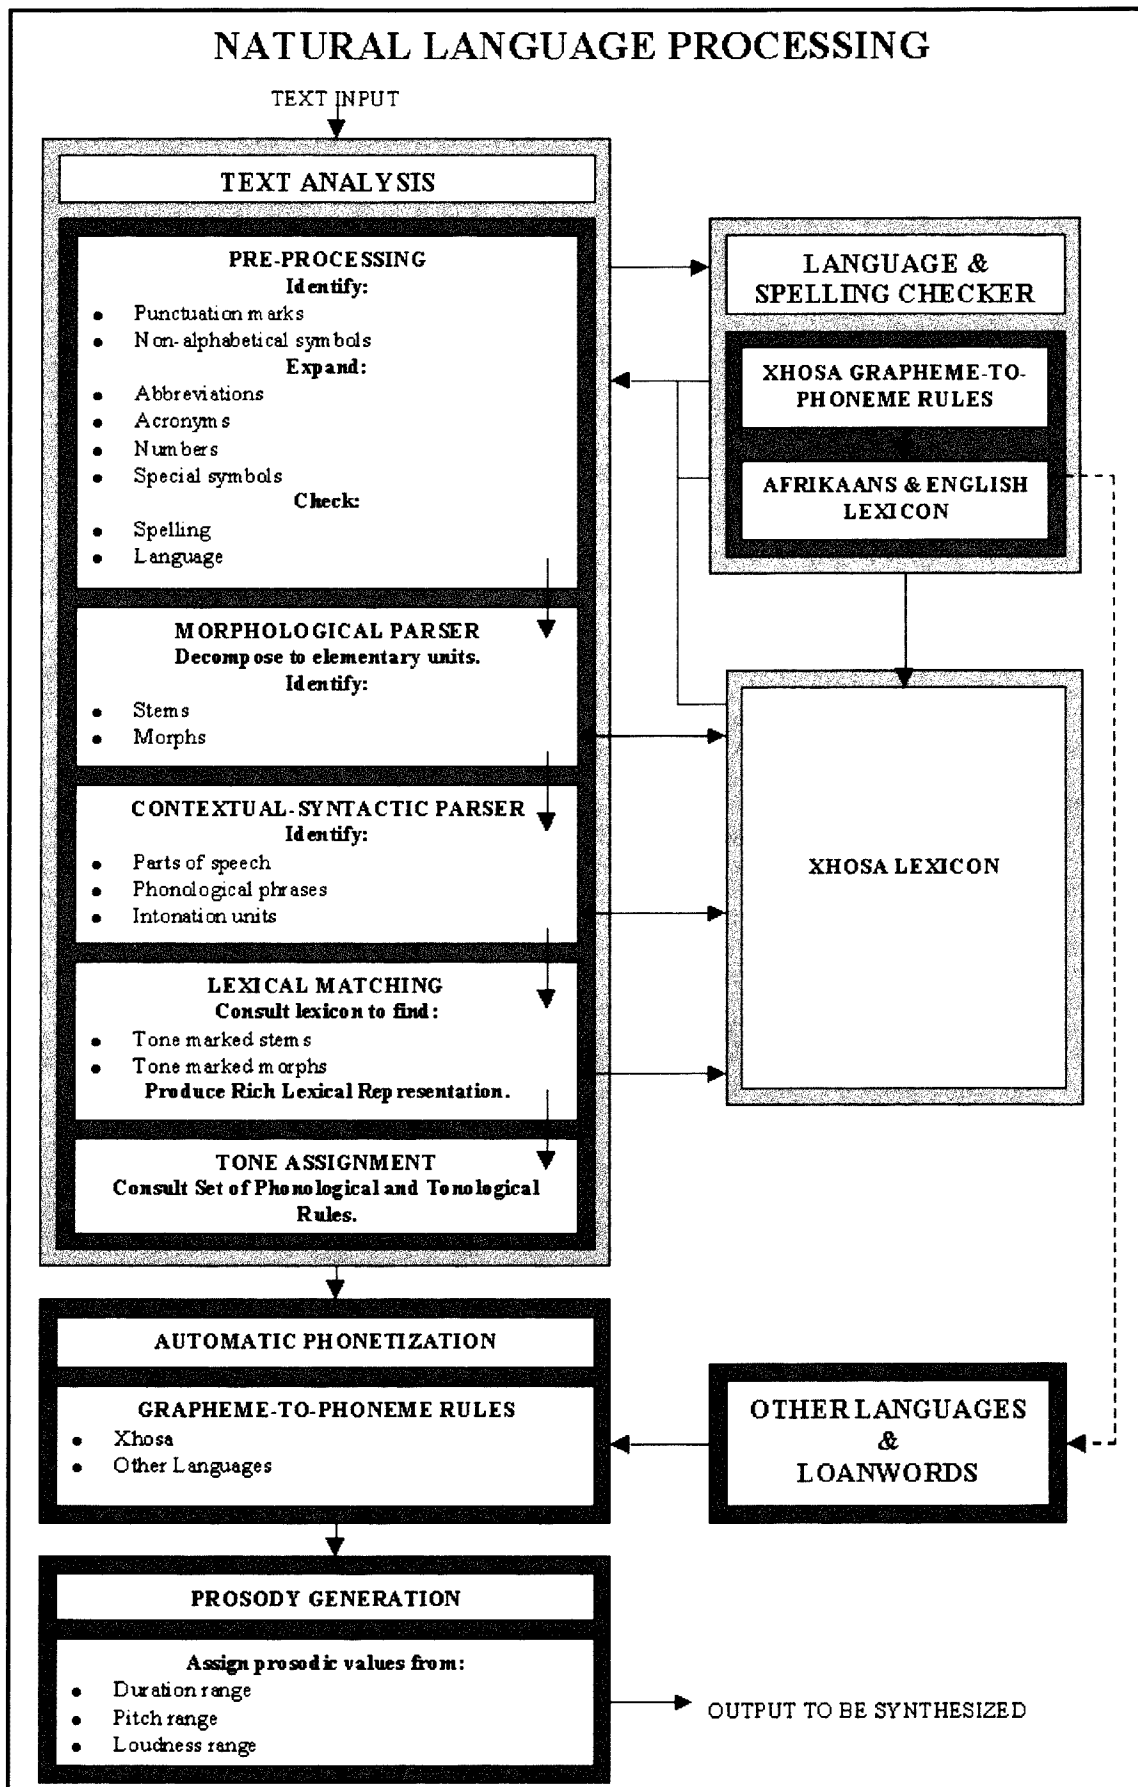 NATURAL LANGUAGE PROCESSING
TEXT INPUT
TEXT ANALYSIS
PRE-PROCESSING
Identify:
• Punctuation marks
• Non-alphabetical symbols
Expand:
• Abbreviations
• Acronyms
• Numbers
• Special symbols
Check:
• Spelling
• Language
MORPHOLOGICAL PARSER
Decompose to elementary units.
Identify:
• Stems
• Morphs
CONTEXTUAL-SYNTACTIC PARSER
Identify:
• Parts of speech
• Phonological phrases
• Intonation units
LEXICAL MATCHING
Consult lexicon to find:
• Tone marked stems
• Tone marked morphs
Produce Rich Lexical Representation.
TONE ASSIGNMENT
Consult Set of Phonological and Tonological
Rules.
LANGUAGE &
SPELLING CHECKER
XHOSA GRAPHEME-TO-
PHONEME RULES
AFRIKAANS & ENGLISH
LEXICON
XHOSA LEXICON
AUTOMATIC PHONETIZATION
GRAPHEME-TO-PHONEME RULES
• Xhosa
• Other Languages
OTHER LANGUAGES
&
LOANWORDS
PROSODY GENERATION
Assign prosodic values from:
• Duration range
• Pitch range
• Loudness range
OUTPUT TO BE SYNTHESIZED